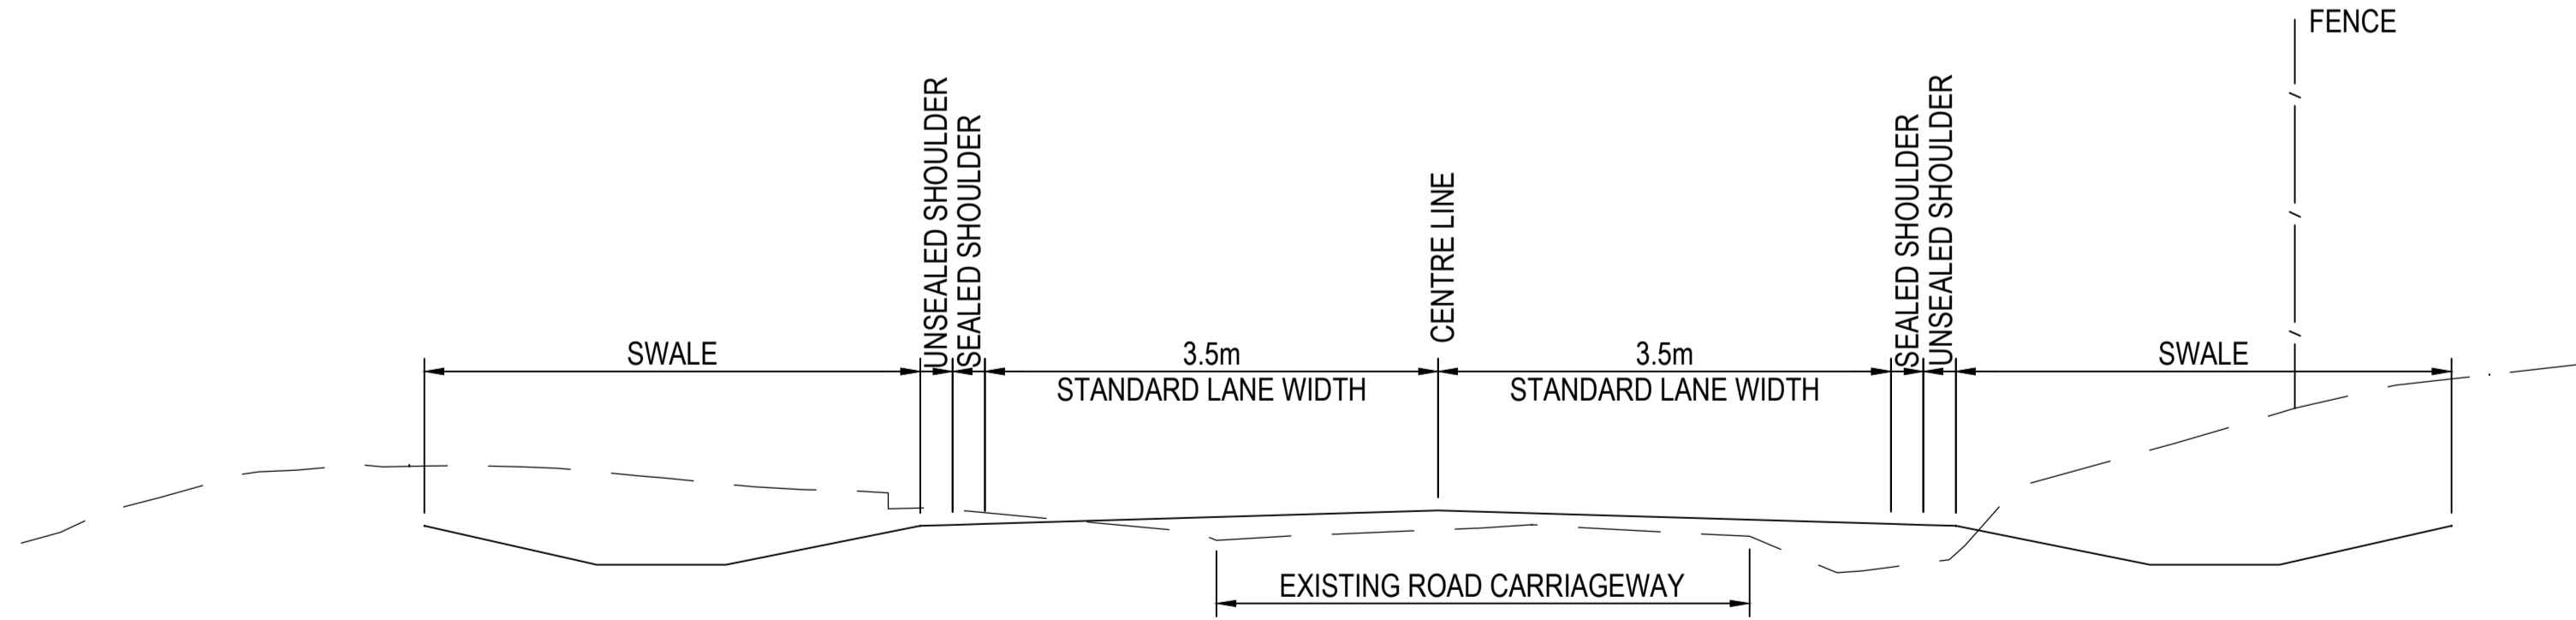 FENCE
UNSEALED SHOULDER
SEALED SHOULDER
CENTRE LINE
SEALED SHOULDER
UNSEALED SHOULDER
SWALE
3.5m
STANDARD LANE WIDTH
3.5m
STANDARD LANE WIDTH
SWALE
EXISTING ROAD CARRIAGEWAY